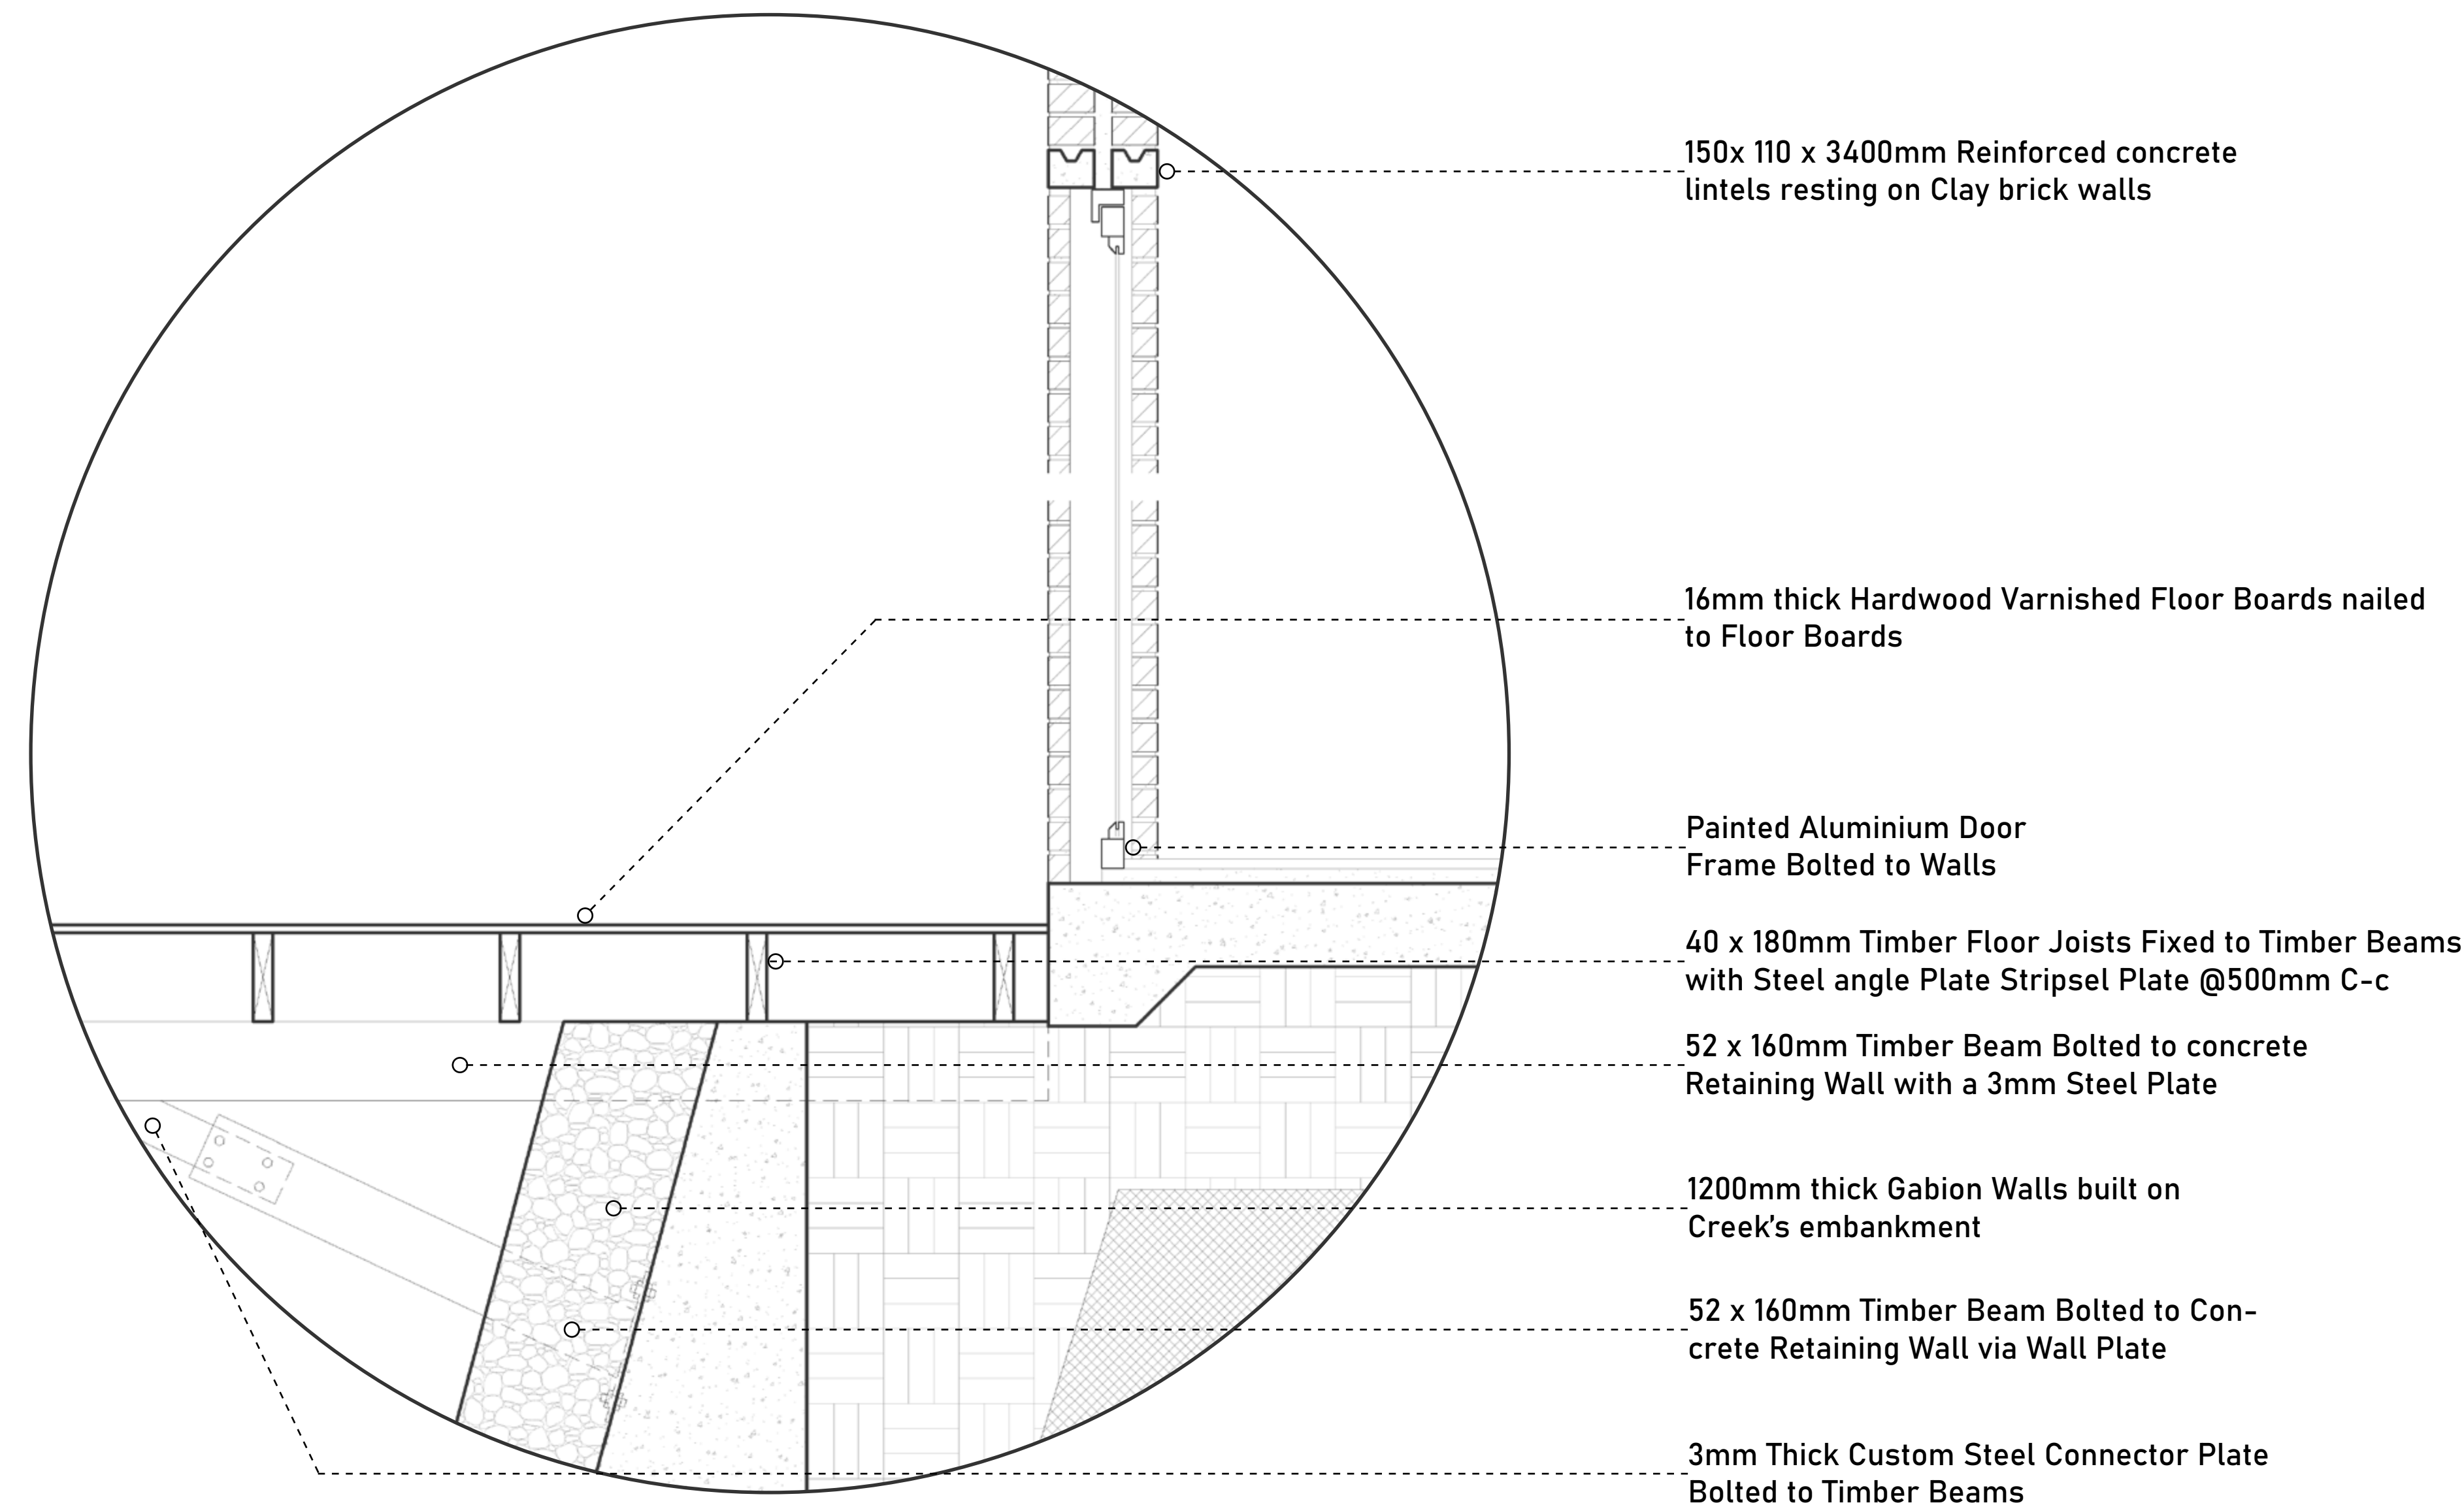 150x 110 x 3400mm Reinforced concrete
lintels resting on Clay brick walls
16mm thick Hardwood Varnished Floor Boards nailed
to Floor Boards
Painted Aluminium Door
Frame Bolted to Walls
40 x 180mm Timber Floor Joists Fixed to Timber Beams
with Steel angle Plate Stripsel Plate @500mm C-c
52 x 160mm Timber Beam Bolted to concrete
Retaining Wall with a 3mm Steel Plate
1200mm thick Gabion Walls built on
Creek’s embankment
52 x 160mm Timber Beam Bolted to Con-
crete Retaining Wall via Wall Plate
3mm Thick Custom Steel Connector Plate
Bolted to Timber Beams